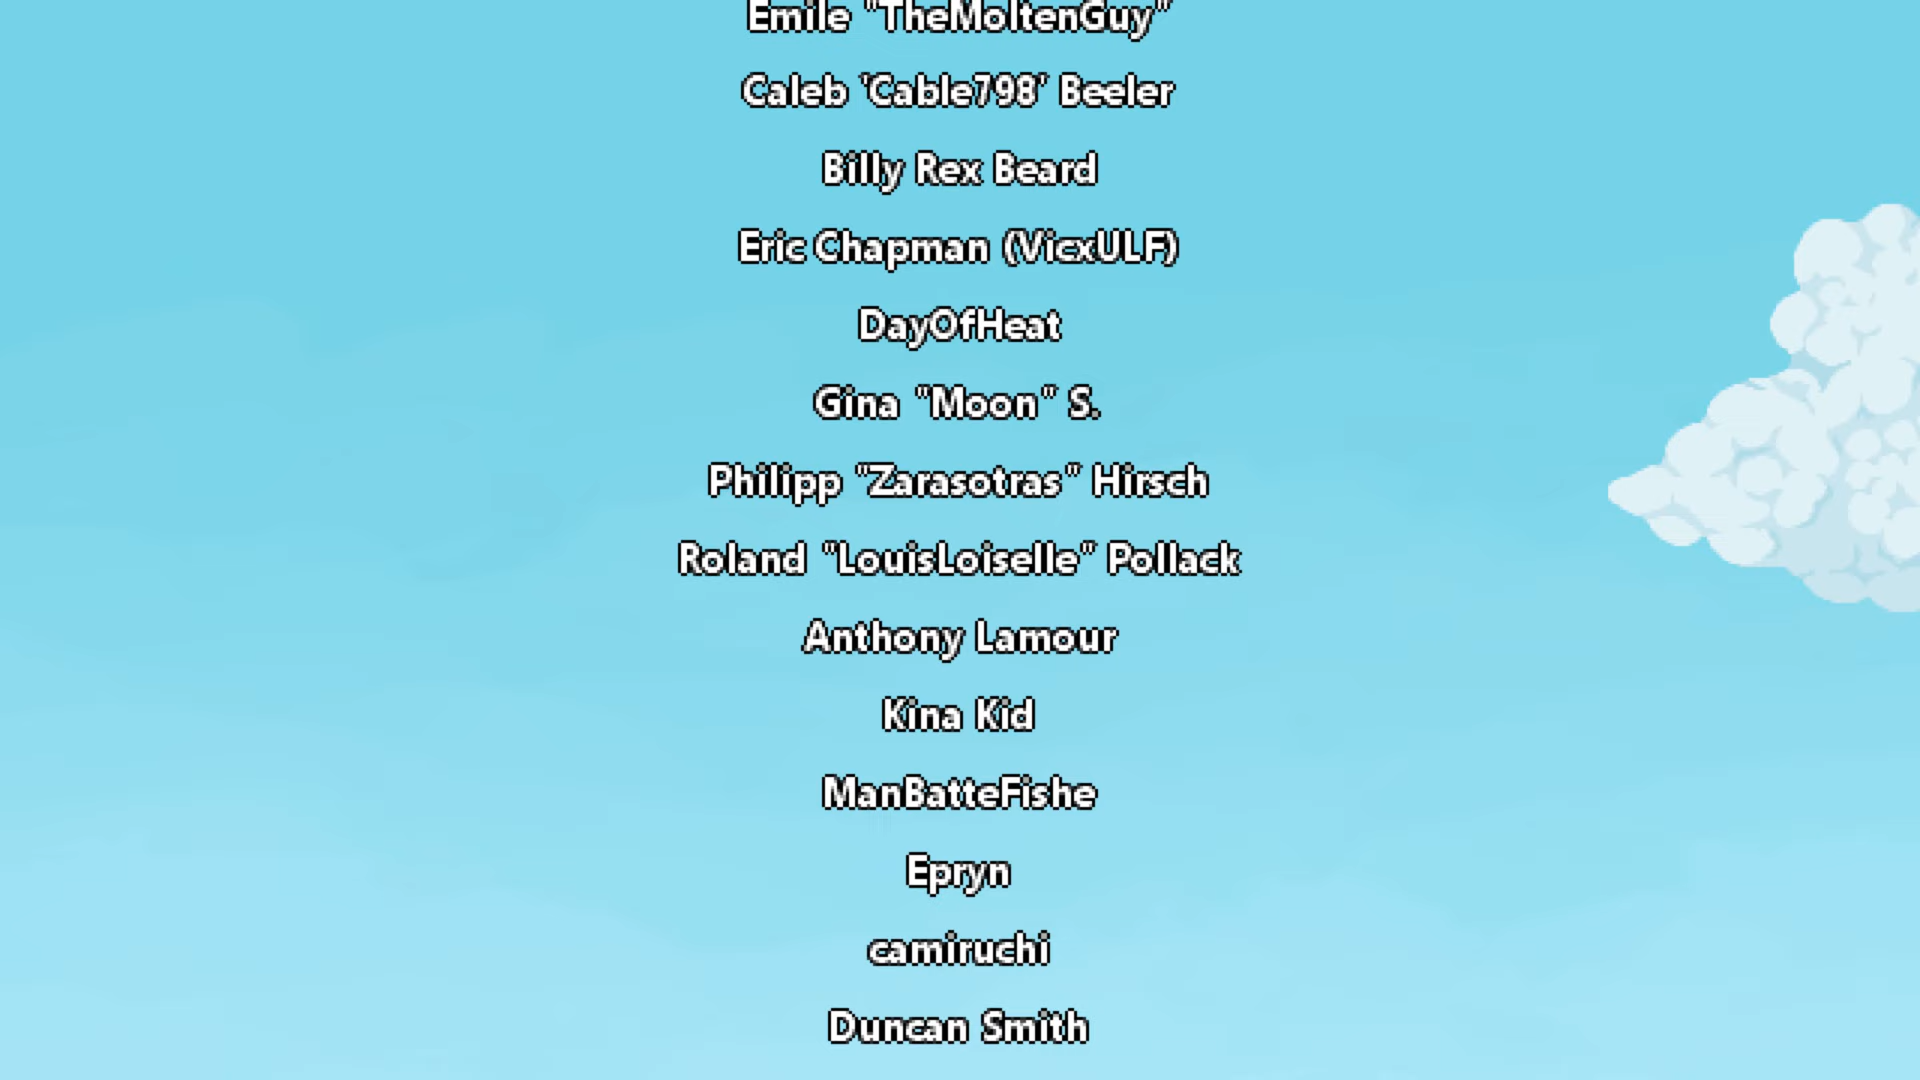 Emile "TheMoltenGuy"
Caleb 'Cable798' Beeler
Billy Rex Beard
Eric Chapman (VicxULF)
DayOfHeat
Gina "Moon" S.
Philipp "Zarasotras" Hirsch
Roland "LouisLoiselle" Pollack
Anthony Lamour
Kina Kid
ManBatteFishe
Epryn
camiruchi
Duncan Smith